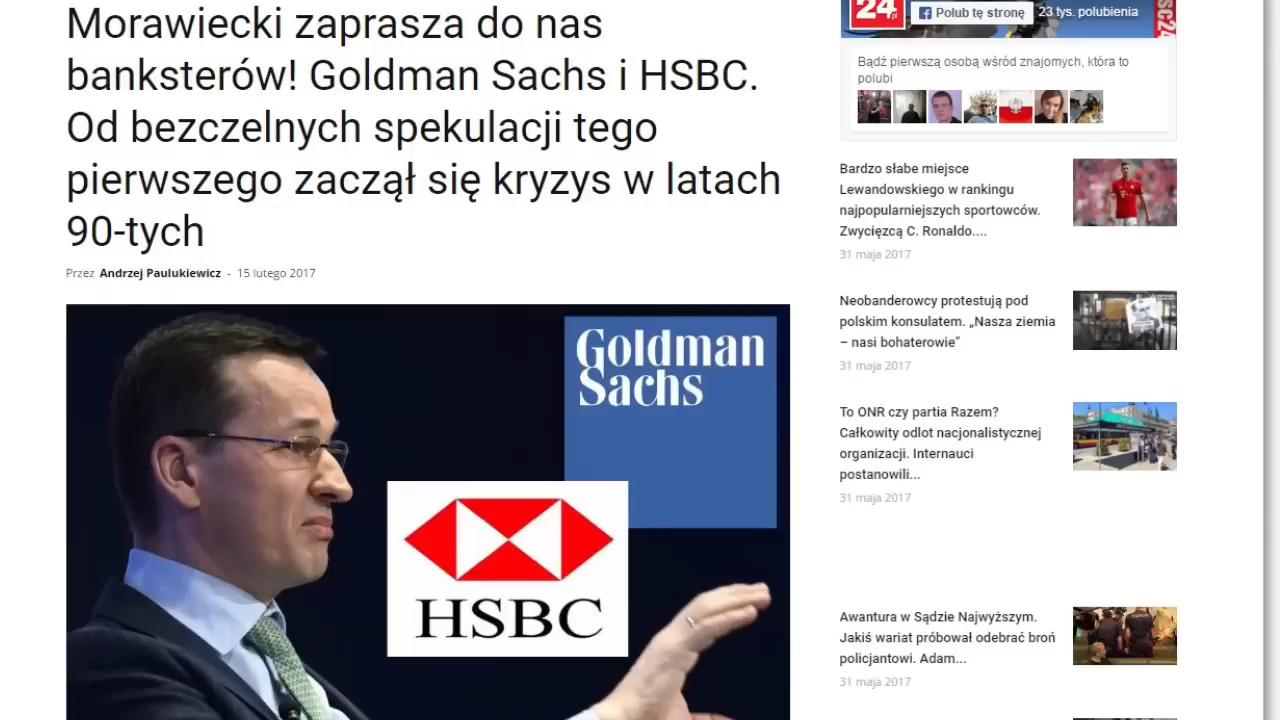 Morawiecki zaprasza do nas
banksterów! Goldman Sachs i HSBC.
Od bezczelnych spekulacji tego
pierwszego zaczął się kryzys w latach
90-tych
Przez Andrzej Paulukiewicz - 15 lutego 2017
Goldman
Sachs
HSBC
24
Polub tę stronę
23 tys. polubienia
Bądź pierwszą osobą wśród znajomych, która to
polubi
Bardzo słabe miejsce
Lewandowskiego w rankingu
najpopularniejszych sportowców.
Zwycięzcą C. Ronaldo....
31 maja 2017
Neobanderowcy protestują pod
polskim konsulatem. „Nasza ziemia
– nasi bohaterowie”
31 maja 2017
To ONR czy partia Razem?
Całkowity odlot nacjonalistycznej
organizacji. Internauci
postanowili...
31 maja 2017
Awantura w Sądzie Najwyższym.
Jakiś wariat próbował odebrać broń
policjantowi. Adam...
31 maja 2017